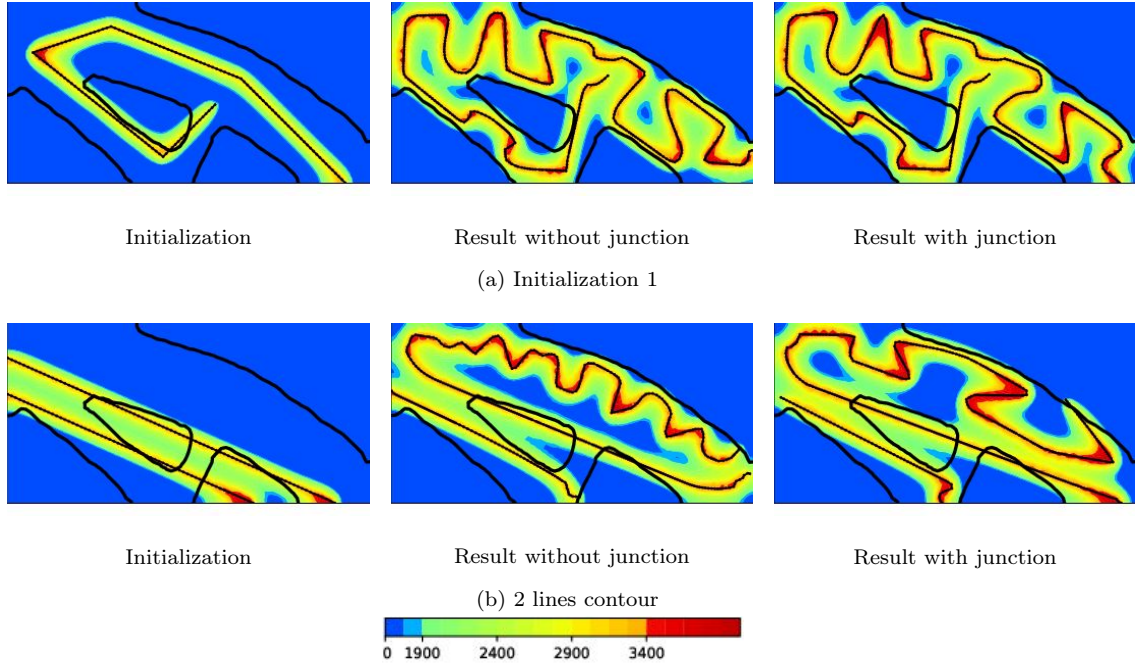 Initialization Result without junction Result with junction
(a) Initialization 1
Initialization Result without junction Result with junction
(b) 2 lines contour
0 1900 2400 2900 3400